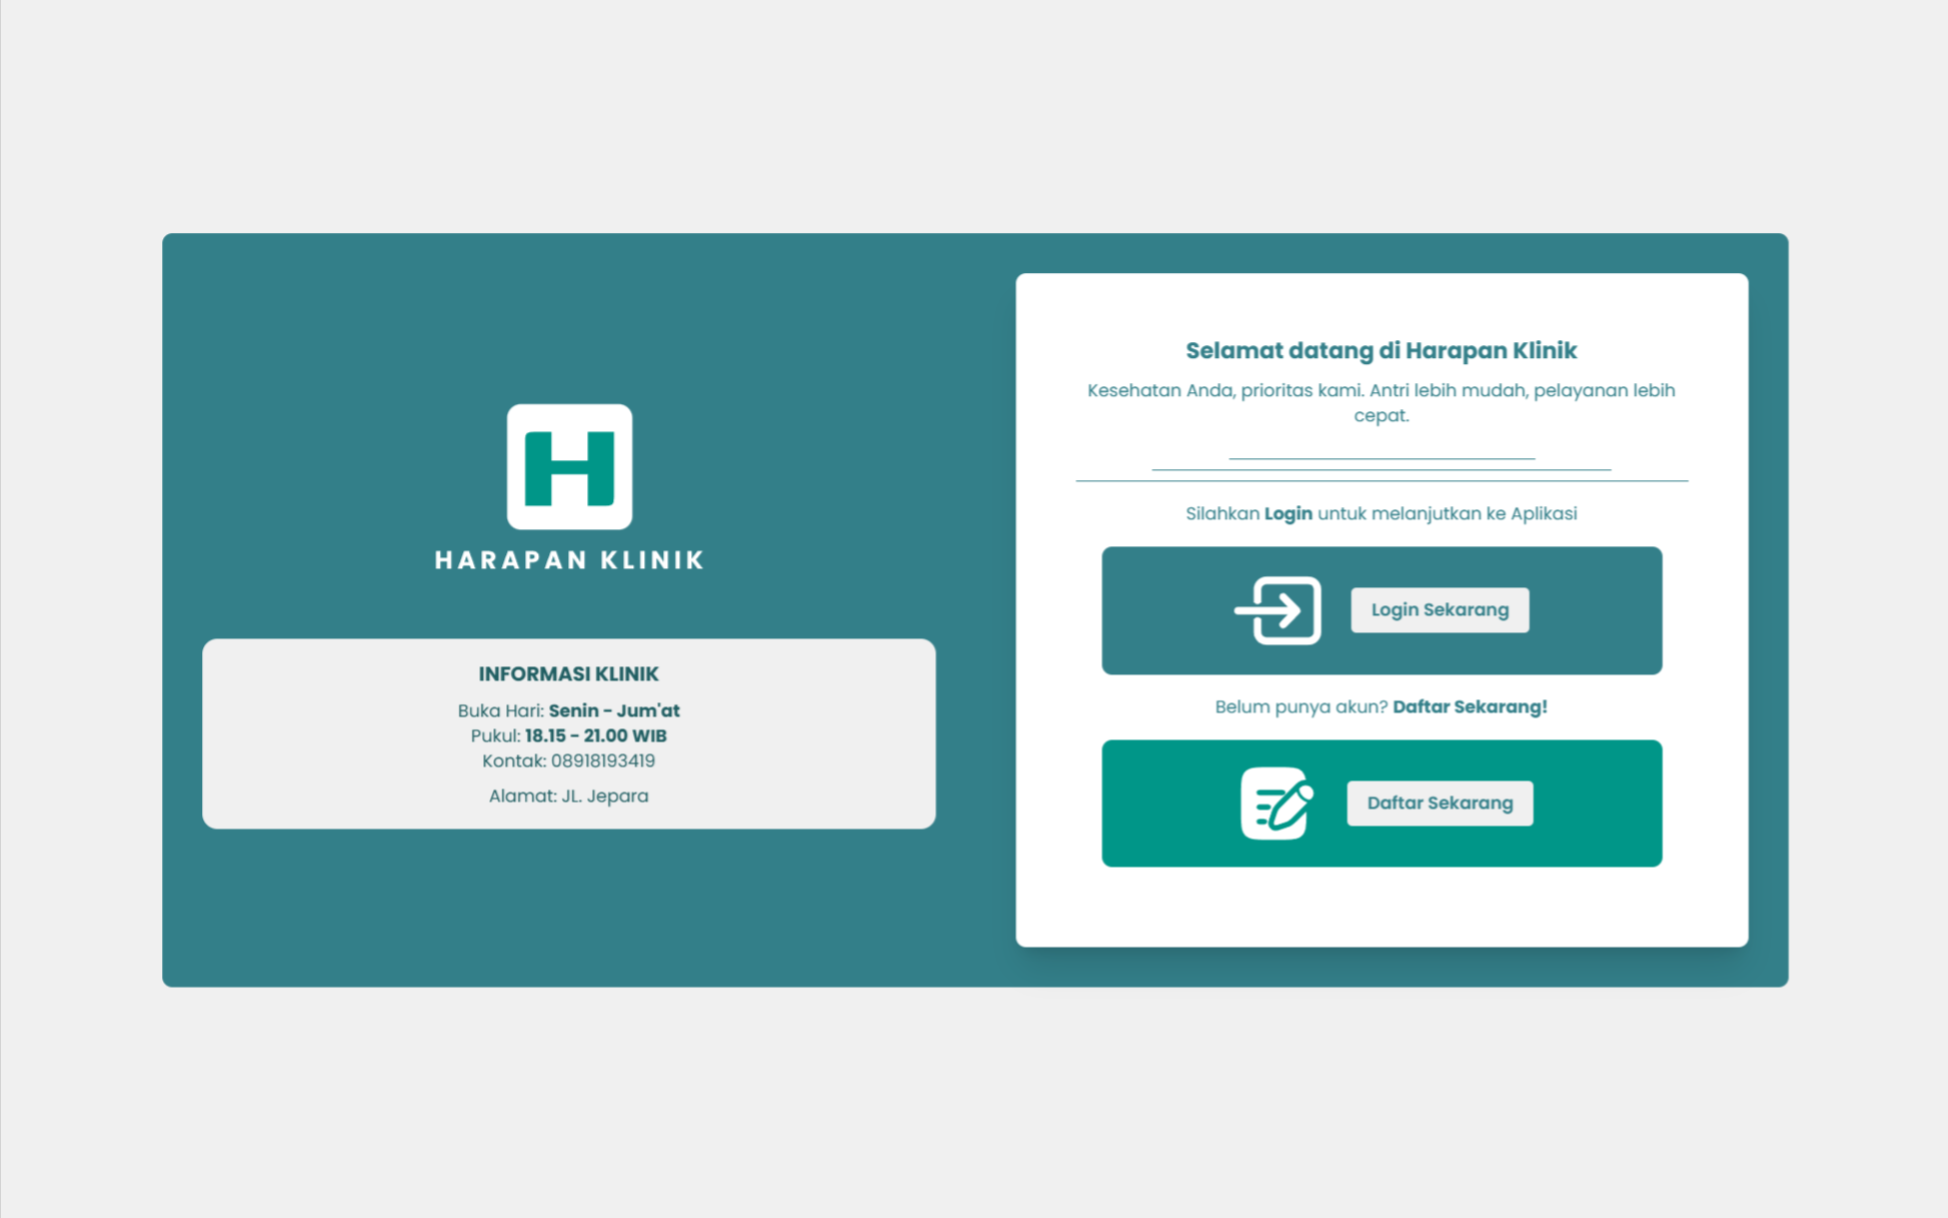 H
HARAPAN KLINIK
INFORMASI KLINIK
Buka Hari: Senin - Jum'at
Pukul: 18.15 - 21.00 WIB
Kontak: 08918193419
Alamat: JL. Jepara
Selamat datang di Harapan Klinik
Kesehatan Anda, prioritas kami. Antri lebih mudah, pelayanan lebih
cepat.
Silahkan Login untuk melanjutkan ke Aplikasi
Login Sekarang
Belum punya akun? Daftar Sekarang!
Daftar Sekarang